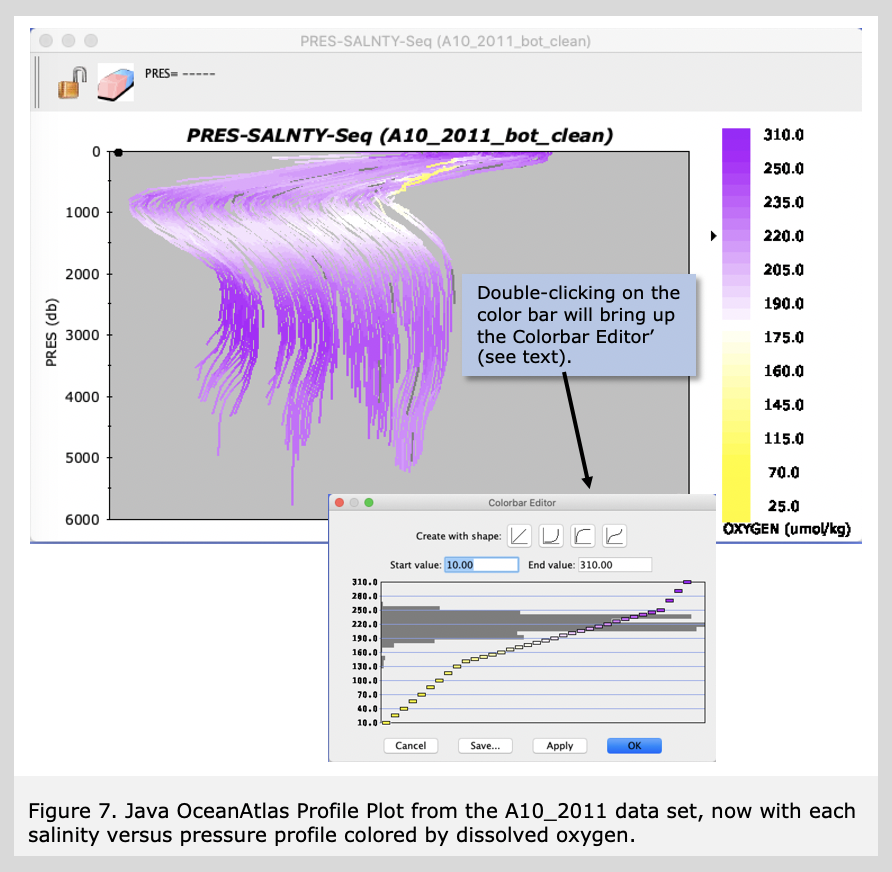 PRES-SALNTY-Seq (A10_2011_bot_clean)
PRES= -----
PRES-SALNTY-Seq (A10_2011_bot_clean)
0
1000
2000
3000
4000
5000
6000
PRES (db)
310.0
250.0
235.0
220.0
205.0
190.0
175.0
160.0
145.0
115.0
70.0
25.0
OXYGEN (umol/kg)
Double-clicking on the
color bar will bring up
the Colorbar Editor’
(see text).
Colorbar Editor
Create with shape:
Start value: 10.00 End value: 310.00
310.0
280.0
250.0
220.0
190.0
160.0
130.0
100.0
70.0
40.0
10.0
Cancel Save... Apply OK
Figure 7. Java OceanAtlas Profile Plot from the A10_2011 data set, now with each
salinity versus pressure profile colored by dissolved oxygen.